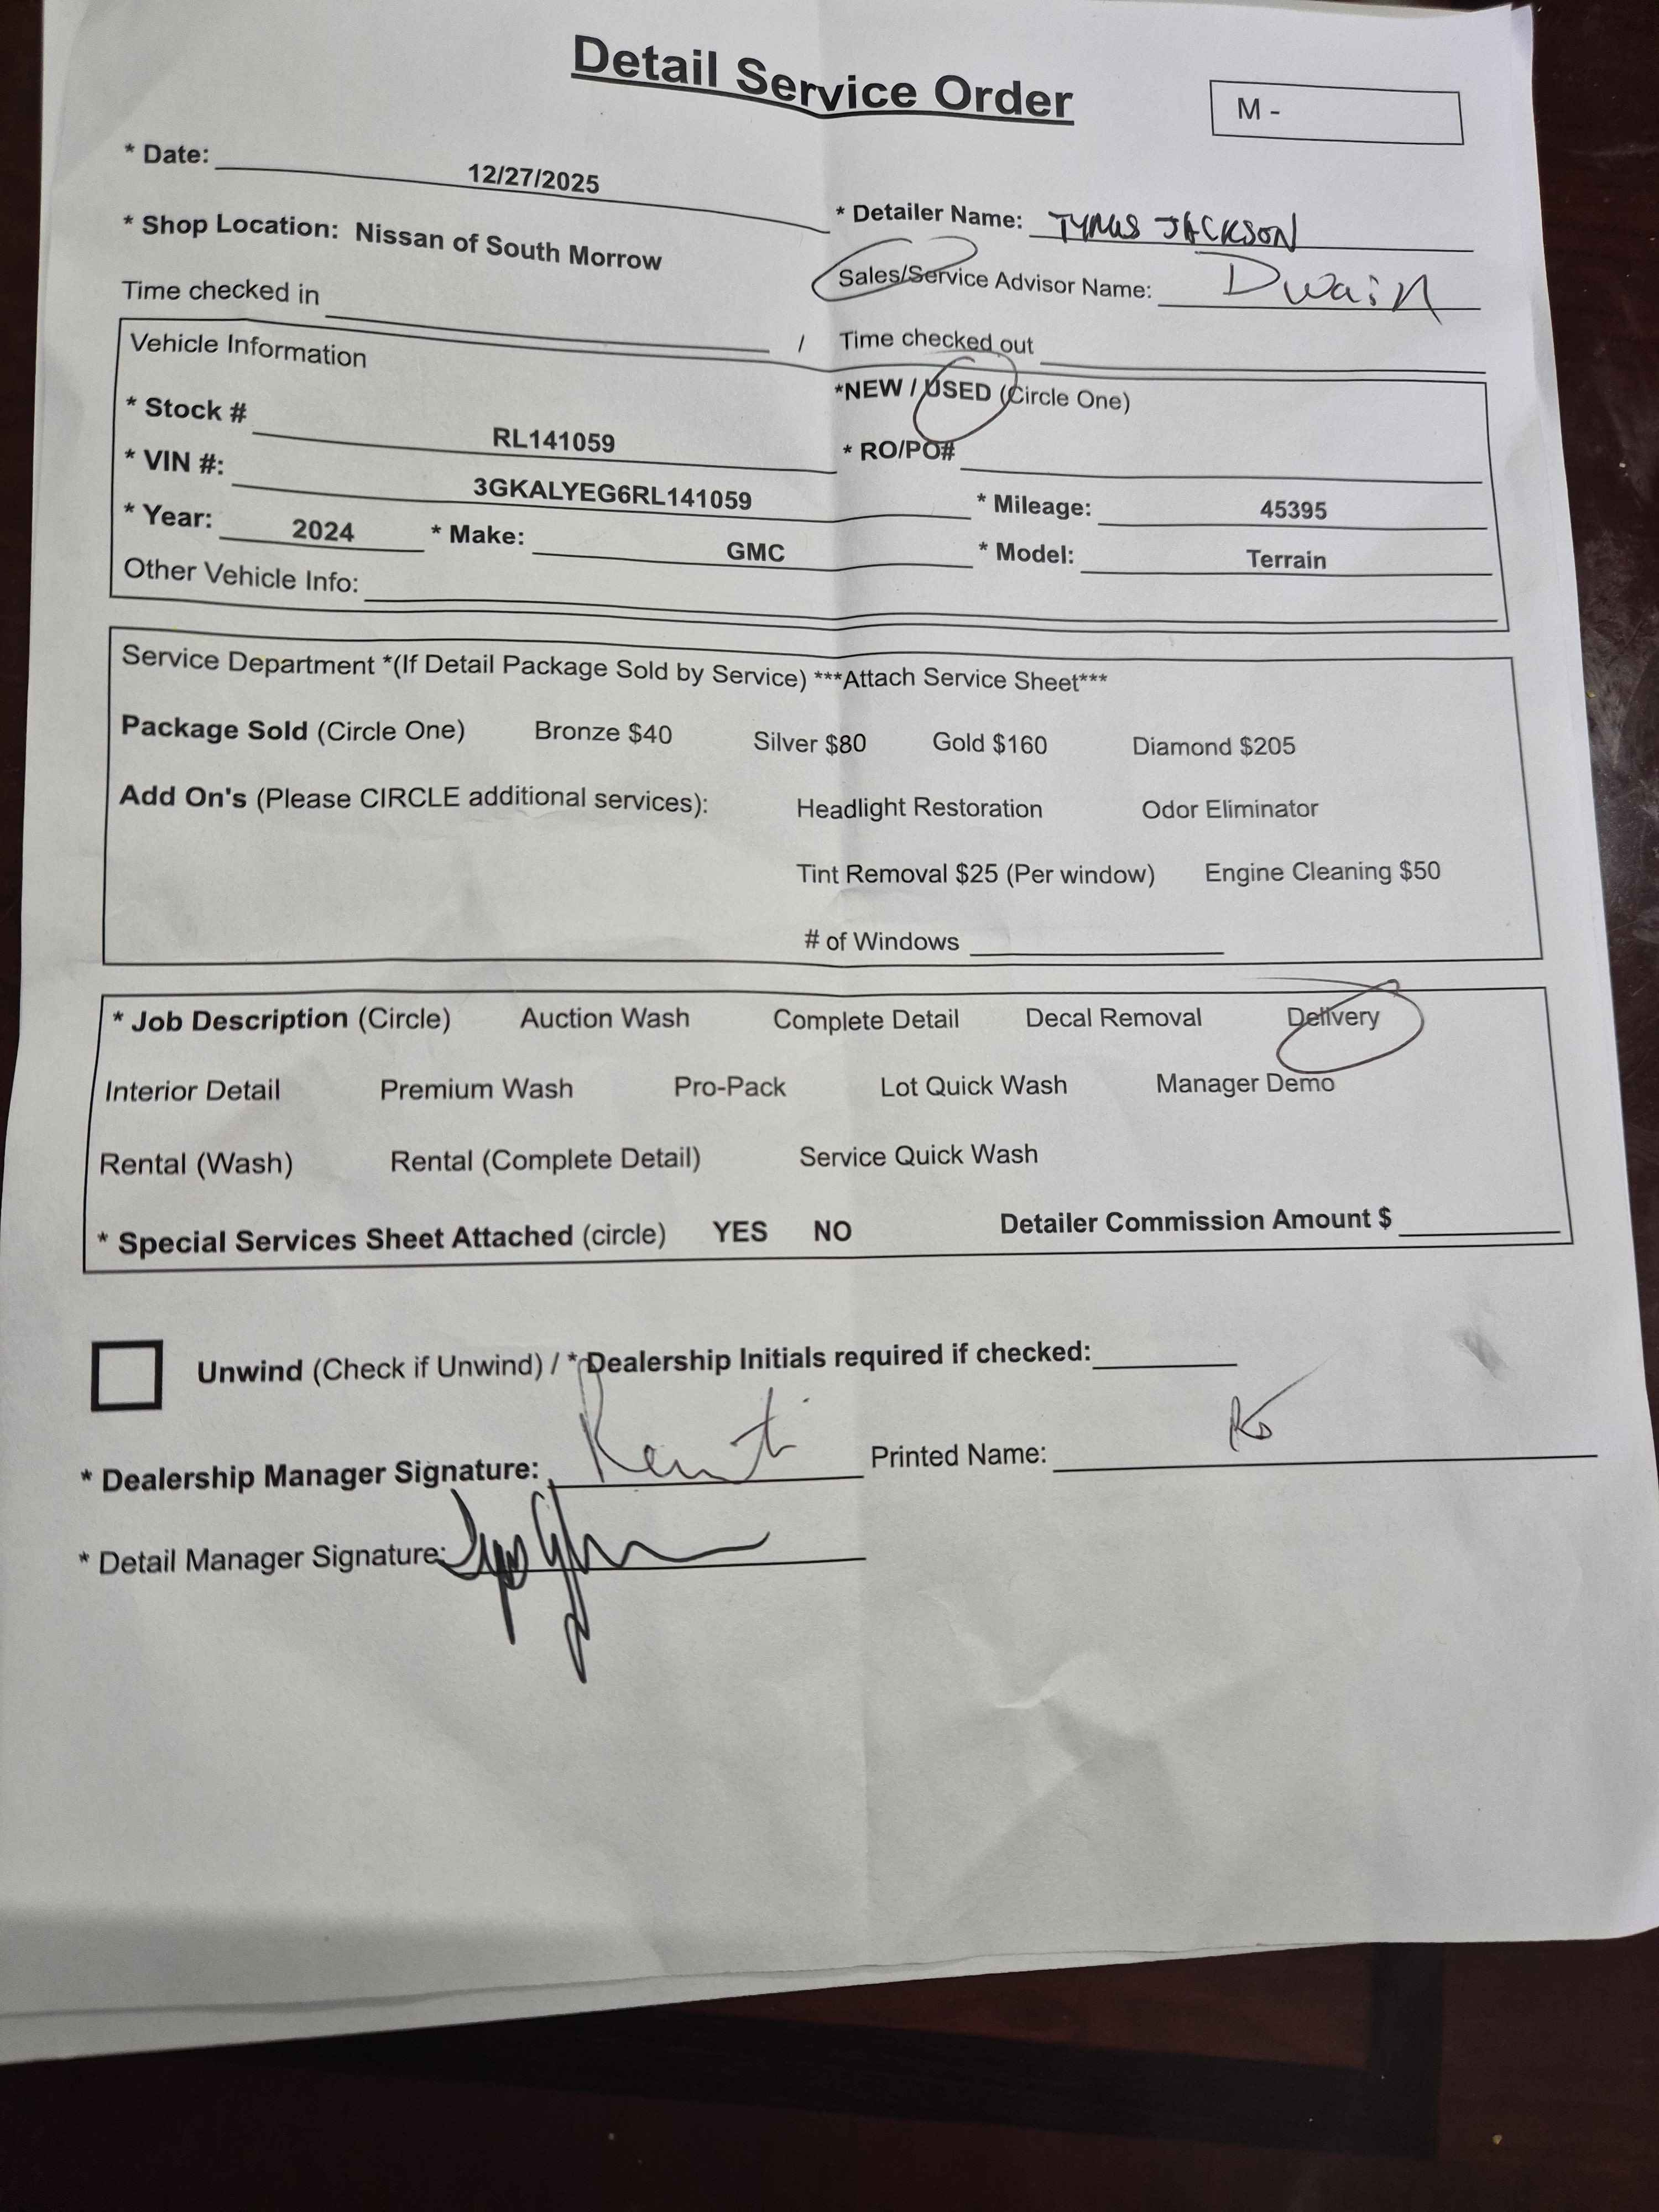 Detail Service Order
M -
* Date: 12/27/2025
* Shop Location: Nissan of South Morrow
* Detailer Name: TYRUS JACKSON
Sales/Service Advisor Name: Dwain
Time checked in / Time checked out
Vehicle Information
*NEW / USED (Circle One)
* Stock # RL141059
* RO/PO#
* VIN #: 3GKALYEG6RL141059
* Mileage: 45395
* Year: 2024 * Make: GMC * Model: Terrain
Other Vehicle Info:
Service Department *(If Detail Package Sold by Service) ***Attach Service Sheet***
Package Sold (Circle One) Bronze $40 Silver $80 Gold $160 Diamond $205
Add On's (Please CIRCLE additional services): Headlight Restoration Odor Eliminator
Tint Removal $25 (Per window) Engine Cleaning $50
# of Windows
* Job Description (Circle) Auction Wash Complete Detail Decal Removal Delivery
Interior Detail Premium Wash Pro-Pack Lot Quick Wash Manager Demo
Rental (Wash) Rental (Complete Detail) Service Quick Wash
* Special Services Sheet Attached (circle) YES NO Detailer Commission Amount $
Unwind (Check if Unwind) / * Dealership Initials required if checked:
* Dealership Manager Signature: Printed Name:
* Detail Manager Signature: